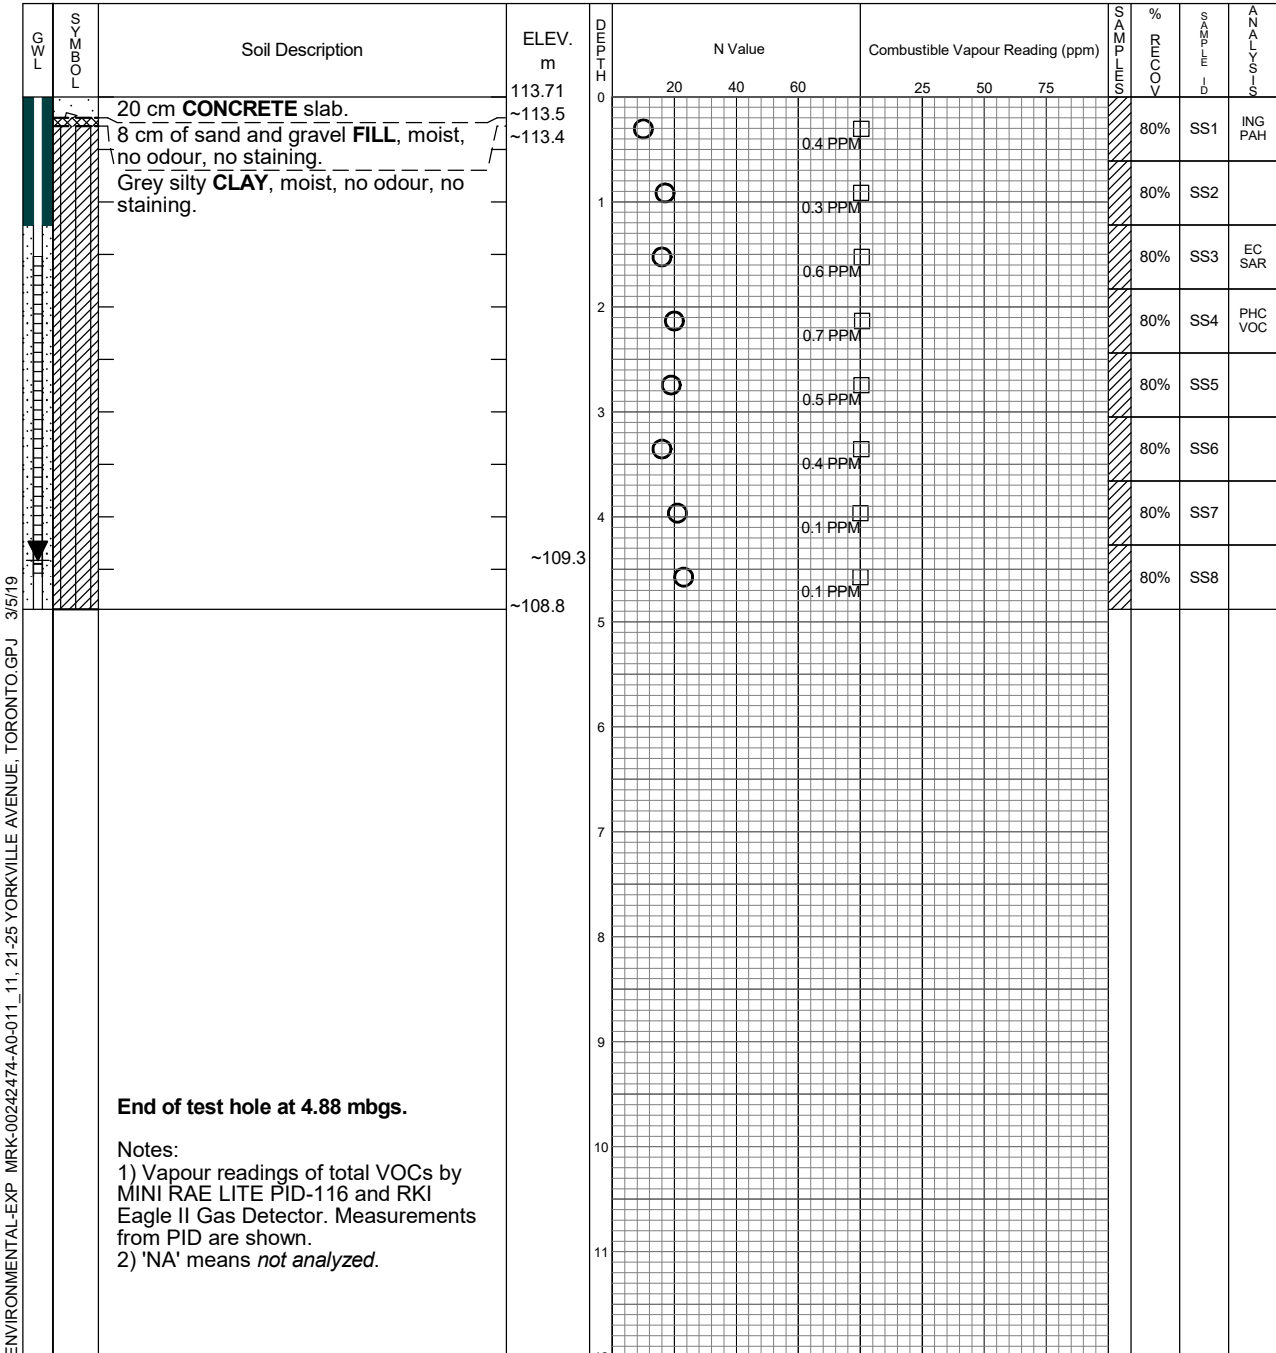 GWL
SYMBOL
Soil Description
ELEV.
m
DEPTH
N Value
Combustible Vapour Reading (ppm)
SAMPLES
% RECOV
SAMPLE ID
ANALYSIS
20 40 60
25 50 75
113.71
0
20 cm CONCRETE slab.
~113.5
8 cm of sand and gravel FILL, moist,
~113.4
no odour, no staining.
Grey silty CLAY, moist, no odour, no
staining.
0.4 PPM
80% SS1 ING
PAH
1
0.3 PPM
80% SS2
0.6 PPM
80% SS3 EC
SAR
2
0.7 PPM
80% SS4 PHC
VOC
0.5 PPM
80% SS5
3
0.4 PPM
80% SS6
4
0.1 PPM
80% SS7
~109.3
0.1 PPM
80% SS8
~108.8
5
6
7
8
9
10
11
End of test hole at 4.88 mbgs.
Notes:
1) Vapour readings of total VOCs by
MINI RAE LITE PID-116 and RKI
Eagle II Gas Detector. Measurements
from PID are shown.
2) 'NA' means not analyzed.
ENVIRONMENTAL-EXP MRK-00242474-A0-011_11, 21-25 YORKVILLE AVENUE, TORONTO.GPJ 3/5/19